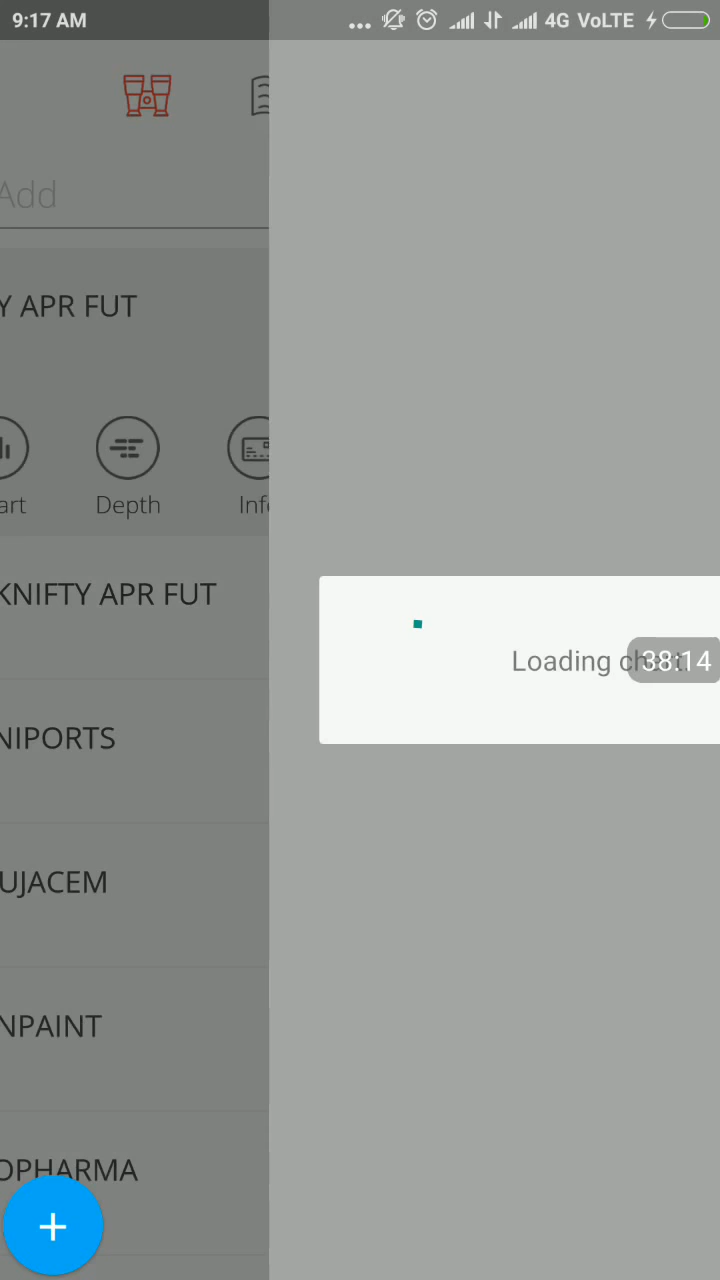 9:17 AM
... 4G VoLTE
Add
Y APR FUT
art Depth Info
KNIFTY APR FUT
Loading ch
38:14
NIPORTS
UJACEM
NPAINT
OPHARMA
+